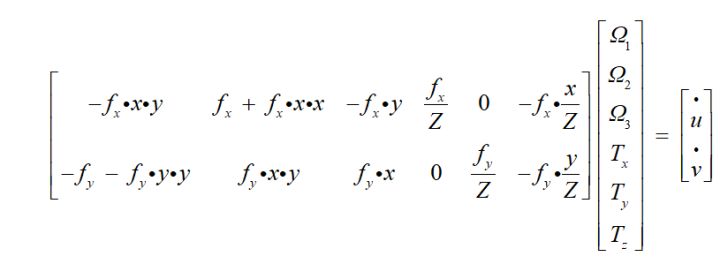 [ −f_x•x•y   f_x + f_x•x•x   −f_x•y   f_x/Z   0   −f_x•x/Z ] [ Ω_1 ] = [ u̇ ]
[ −f_y − f_y•y•y   f_y•x•y   f_y•x   0   f_y/Z   −f_y•y/Z ] [ Ω_2 ] [ v̇ ]
[ Ω_3 ]
[ T_x ]
[ T_y ]
[ T_z ]